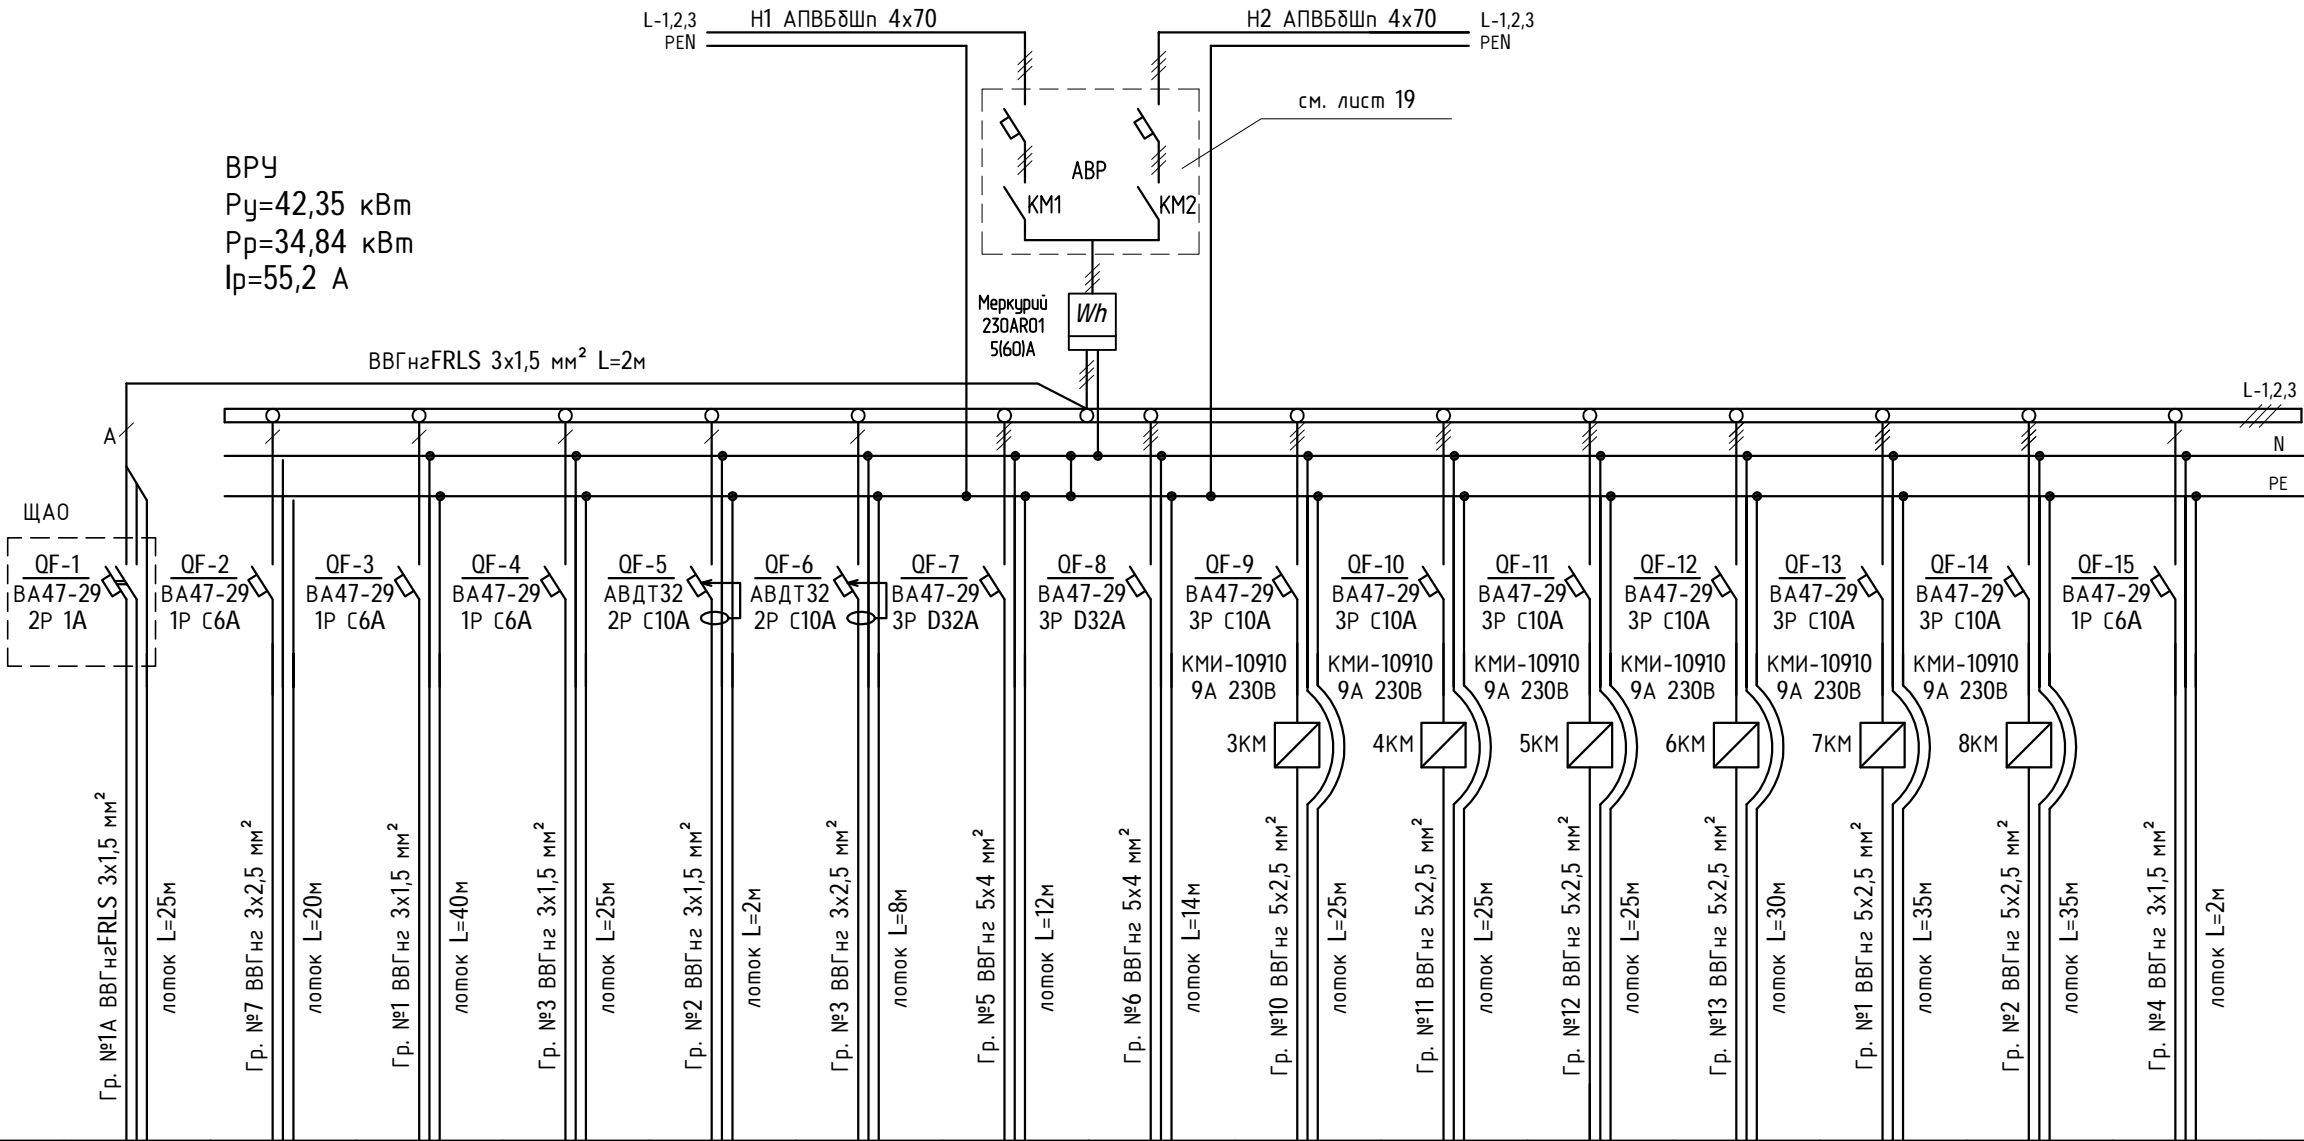 L-1,2,3
PEN
Н1 АПВБбШп 4х70
Н2 АПВБбШп 4х70
L-1,2,3
PEN
см. лист 19
АВР
КМ1
КМ2
ВРУ
Ру=42,35 кВт
Рр=34,84 кВт
Iр=55,2 А
Меркурий
230AR01
5(60)А
Wh
ВВГнгFRLS 3х1,5 мм² L=2м
L-1,2,3
А
N
PE
ЩАО
QF-1
ВА47-29
2Р 1А
QF-2
ВА47-29
1Р С6А
QF-3
ВА47-29
1Р С6А
QF-4
ВА47-29
1Р С6А
QF-5
АВДТ32
2Р С10А
QF-6
АВДТ32
2Р С10А
QF-7
ВА47-29
3Р D32А
QF-8
ВА47-29
3Р D32А
QF-9
ВА47-29
3Р С10А
QF-10
ВА47-29
3Р С10А
QF-11
ВА47-29
3Р С10А
QF-12
ВА47-29
3Р С10А
QF-13
ВА47-29
3Р С10А
QF-14
ВА47-29
3Р С10А
QF-15
ВА47-29
1Р С6А
КМИ-10910
9А 230В
3КМ
КМИ-10910
9А 230В
4КМ
КМИ-10910
9А 230В
5КМ
КМИ-10910
9А 230В
6КМ
КМИ-10910
9А 230В
7КМ
КМИ-10910
9А 230В
8КМ
Гр. №1А ВВГнгFRLS 3х1,5 мм²
лоток L=25м
Гр. №7 ВВГнг 3х2,5 мм²
лоток L=20м
Гр. №1 ВВГнг 3х1,5 мм²
лоток L=40м
Гр. №3 ВВГнг 3х1,5 мм²
лоток L=25м
Гр. №2 ВВГнг 3х1,5 мм²
лоток L=2м
Гр. №3 ВВГнг 3х2,5 мм²
лоток L=8м
Гр. №5 ВВГнг 5х4 мм²
лоток L=12м
Гр. №6 ВВГнг 5х4 мм²
лоток L=14м
Гр. №10 ВВГнг 5х2,5 мм²
лоток L=25м
Гр. №11 ВВГнг 5х2,5 мм²
лоток L=25м
Гр. №12 ВВГнг 5х2,5 мм²
лоток L=25м
Гр. №13 ВВГнг 5х2,5 мм²
лоток L=30м
Гр. №1 ВВГнг 5х2,5 мм²
лоток L=35м
Гр. №2 ВВГнг 5х2,5 мм²
лоток L=35м
Гр. №4 ВВГнг 3х1,5 мм²
лоток L=2м